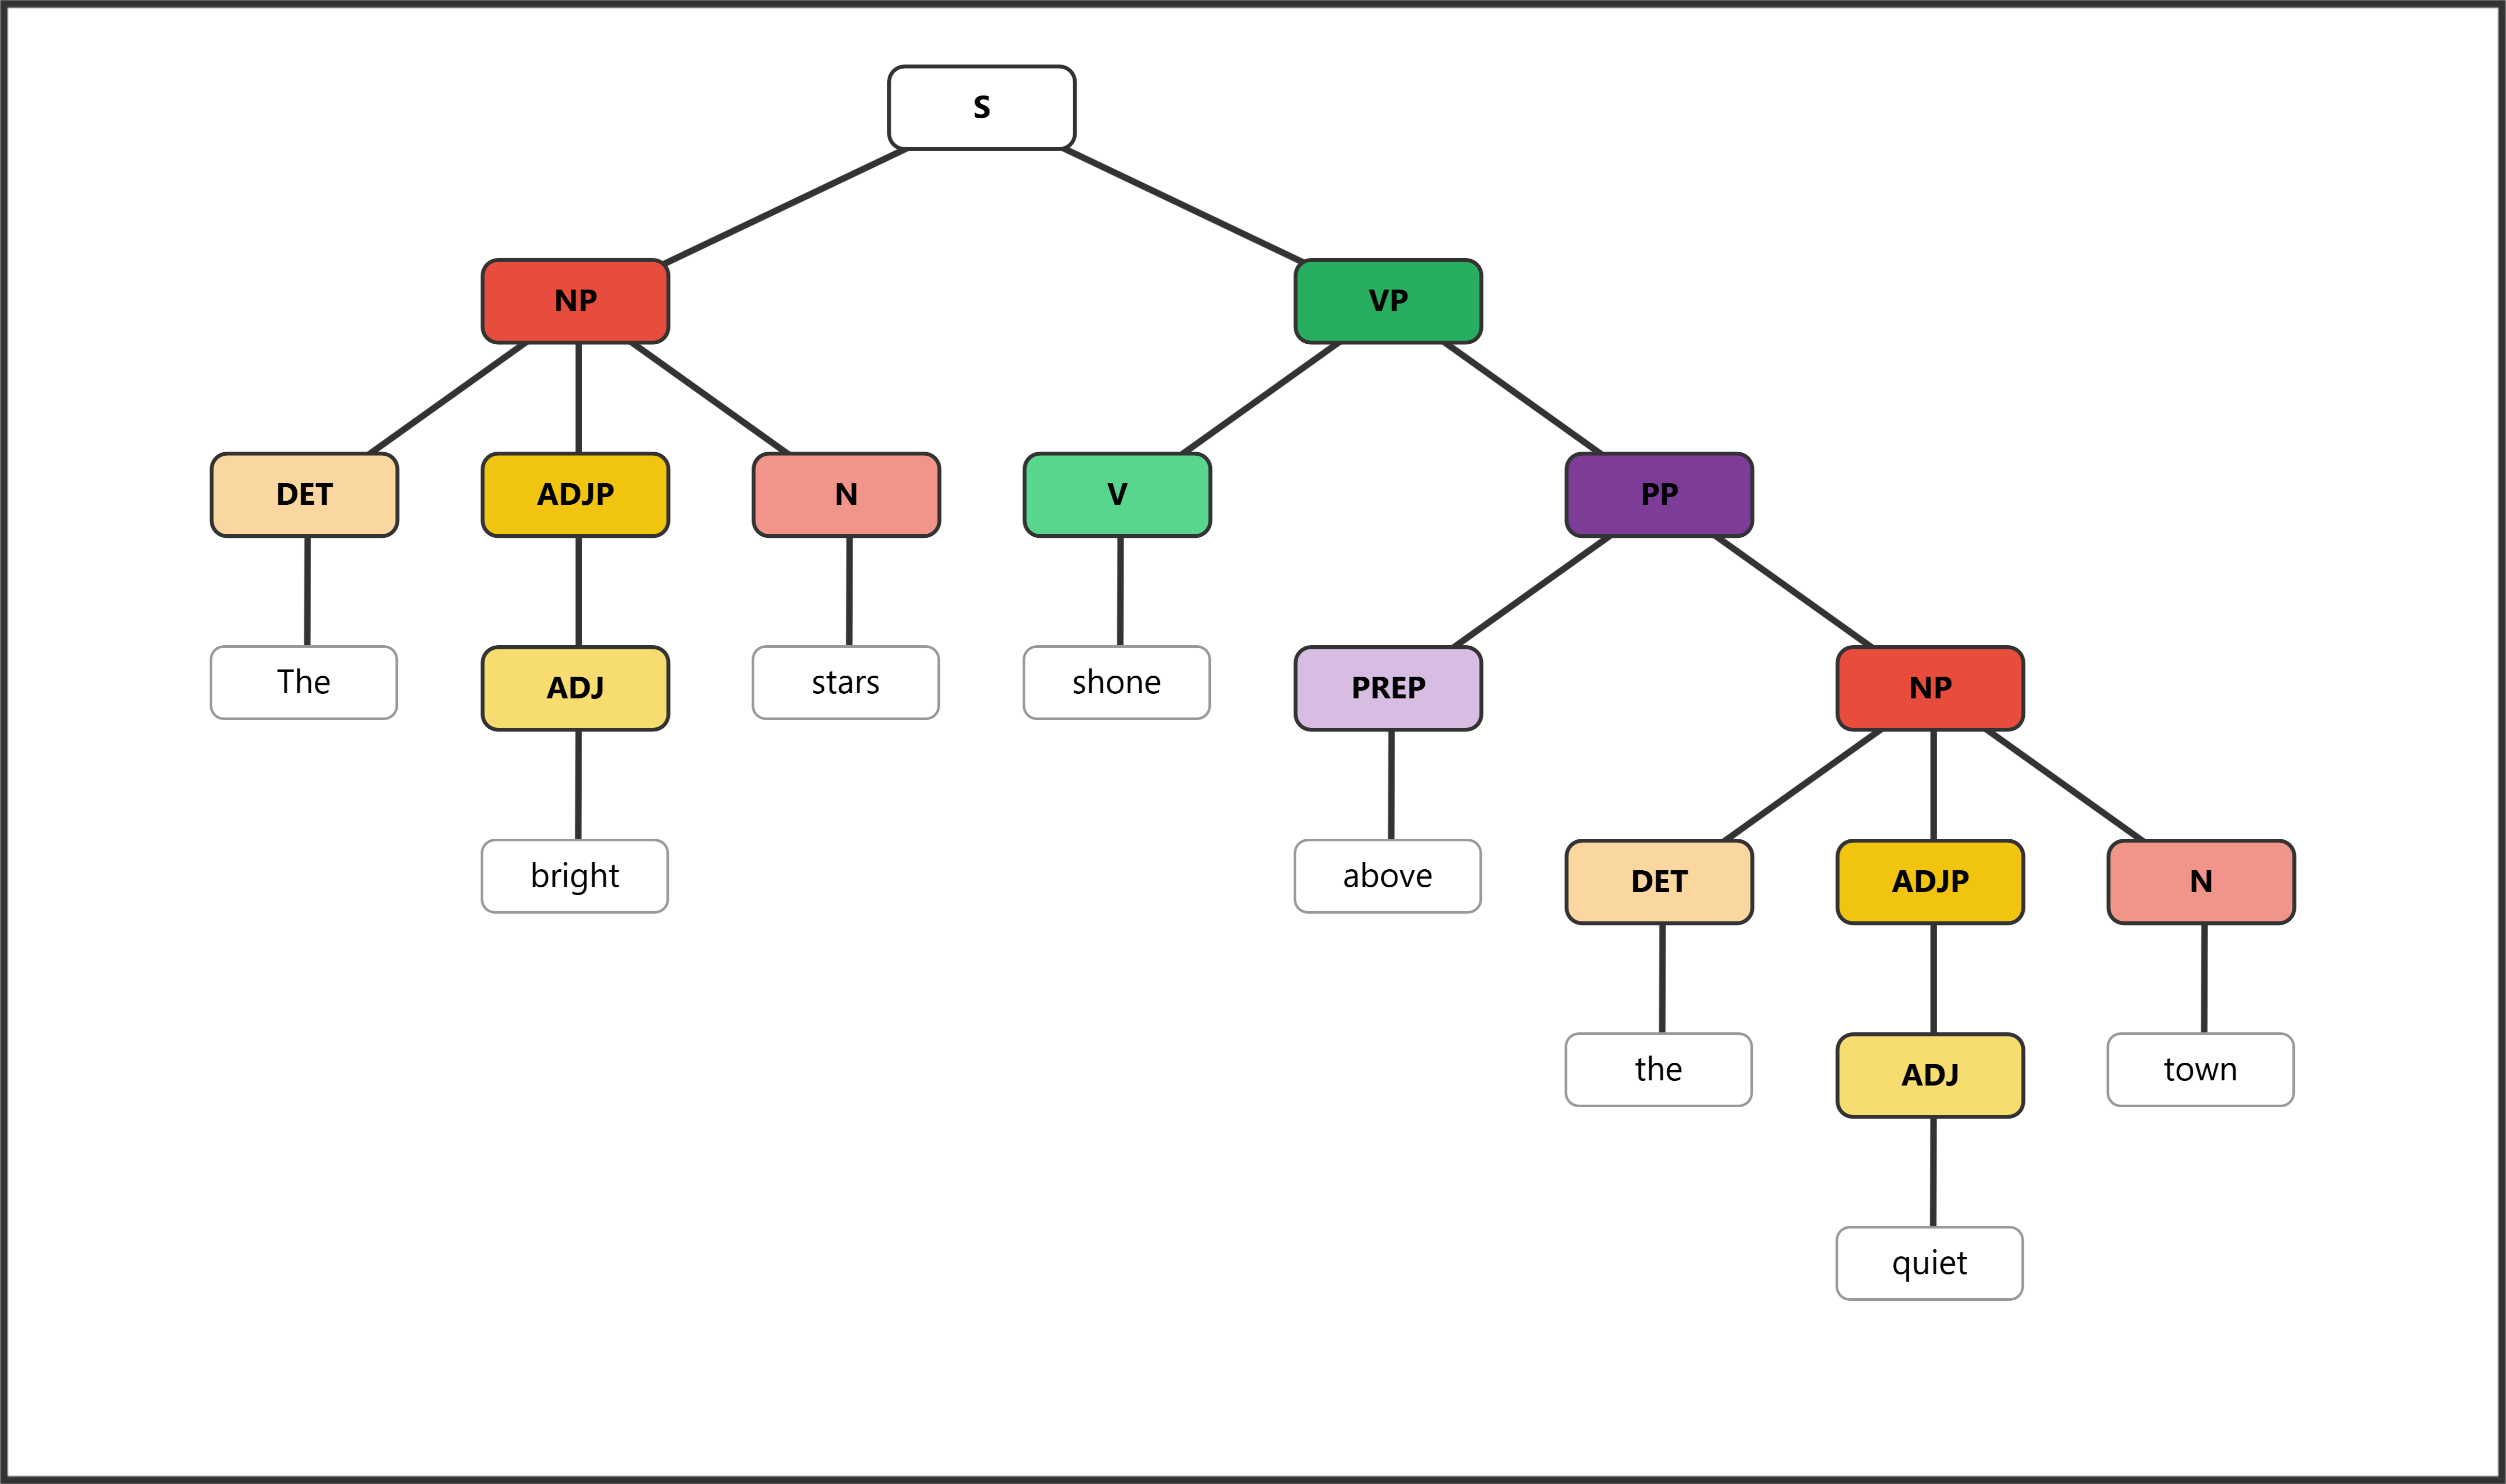 S
NP VP
DET ADJP N V PP
The ADJ stars shone PREP NP
bright above DET ADJP N
the ADJ town
quiet